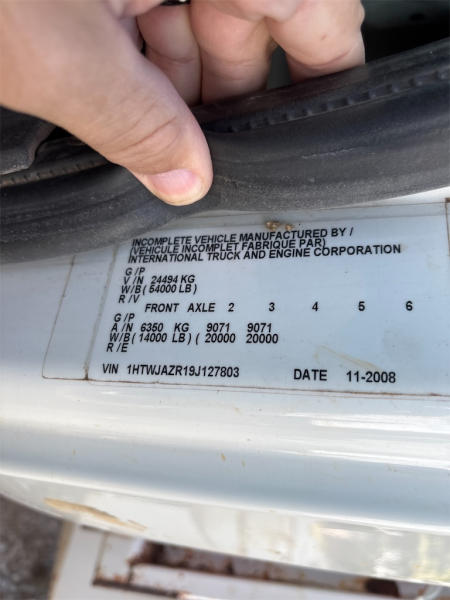 INCOMPLETE VEHICLE MANUFACTURED BY /
(VEHICULE INCOMPLET FABRIQUE PAR)
INTERNATIONAL TRUCK AND ENGINE CORPORATION
G/P
V/N 24494 KG
W/B ( 54000 LB )
R/V
FRONT AXLE 2 3 4 5 6
G/P
A/N 6350 KG 9071 9071
W/B ( 14000 LB ) ( 20000 20000
R/E
VIN 1HTWJAZR19J127803 DATE 11-2008